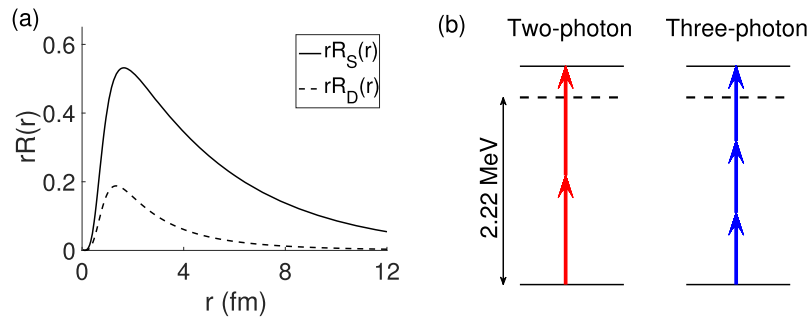 (a)
0.6
0.4
0.2
0
rR(r)
0
4
8
12
r (fm)
rR_S(r)
rR_D(r)
(b)
Two-photon
Three-photon
2.22 MeV